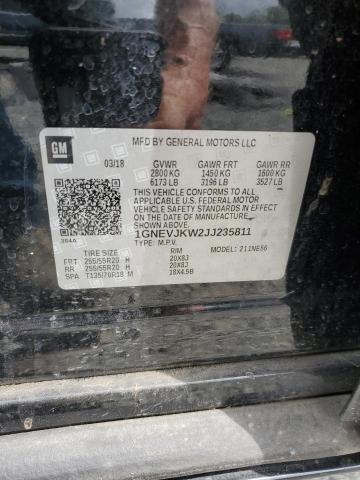 GM
MFD BY GENERAL MOTORS LLC
03/18 GVWR GAWR FRT GAWR RR
2800 KG 1450 KG 1600 KG
6173 LB 3196 LB 3527 LB
THIS VEHICLE CONFORMS TO ALL
APPLICABLE U.S. FEDERAL MOTOR
VEHICLE SAFETY AND THEFT
PREVENTION STANDARDS IN EFFECT
ON THE DATE OF MANUFACTURE
SHOWN ABOVE.
1GNEVJKW2JJ235811
TYPE: M.P.V. MODEL: 211NE56
TIRE SIZE RIM
FRT 255/55R20 H 20X8J
RR 255/55R20 H 20X8J
SPA T135/70R18 M 18X4.5B